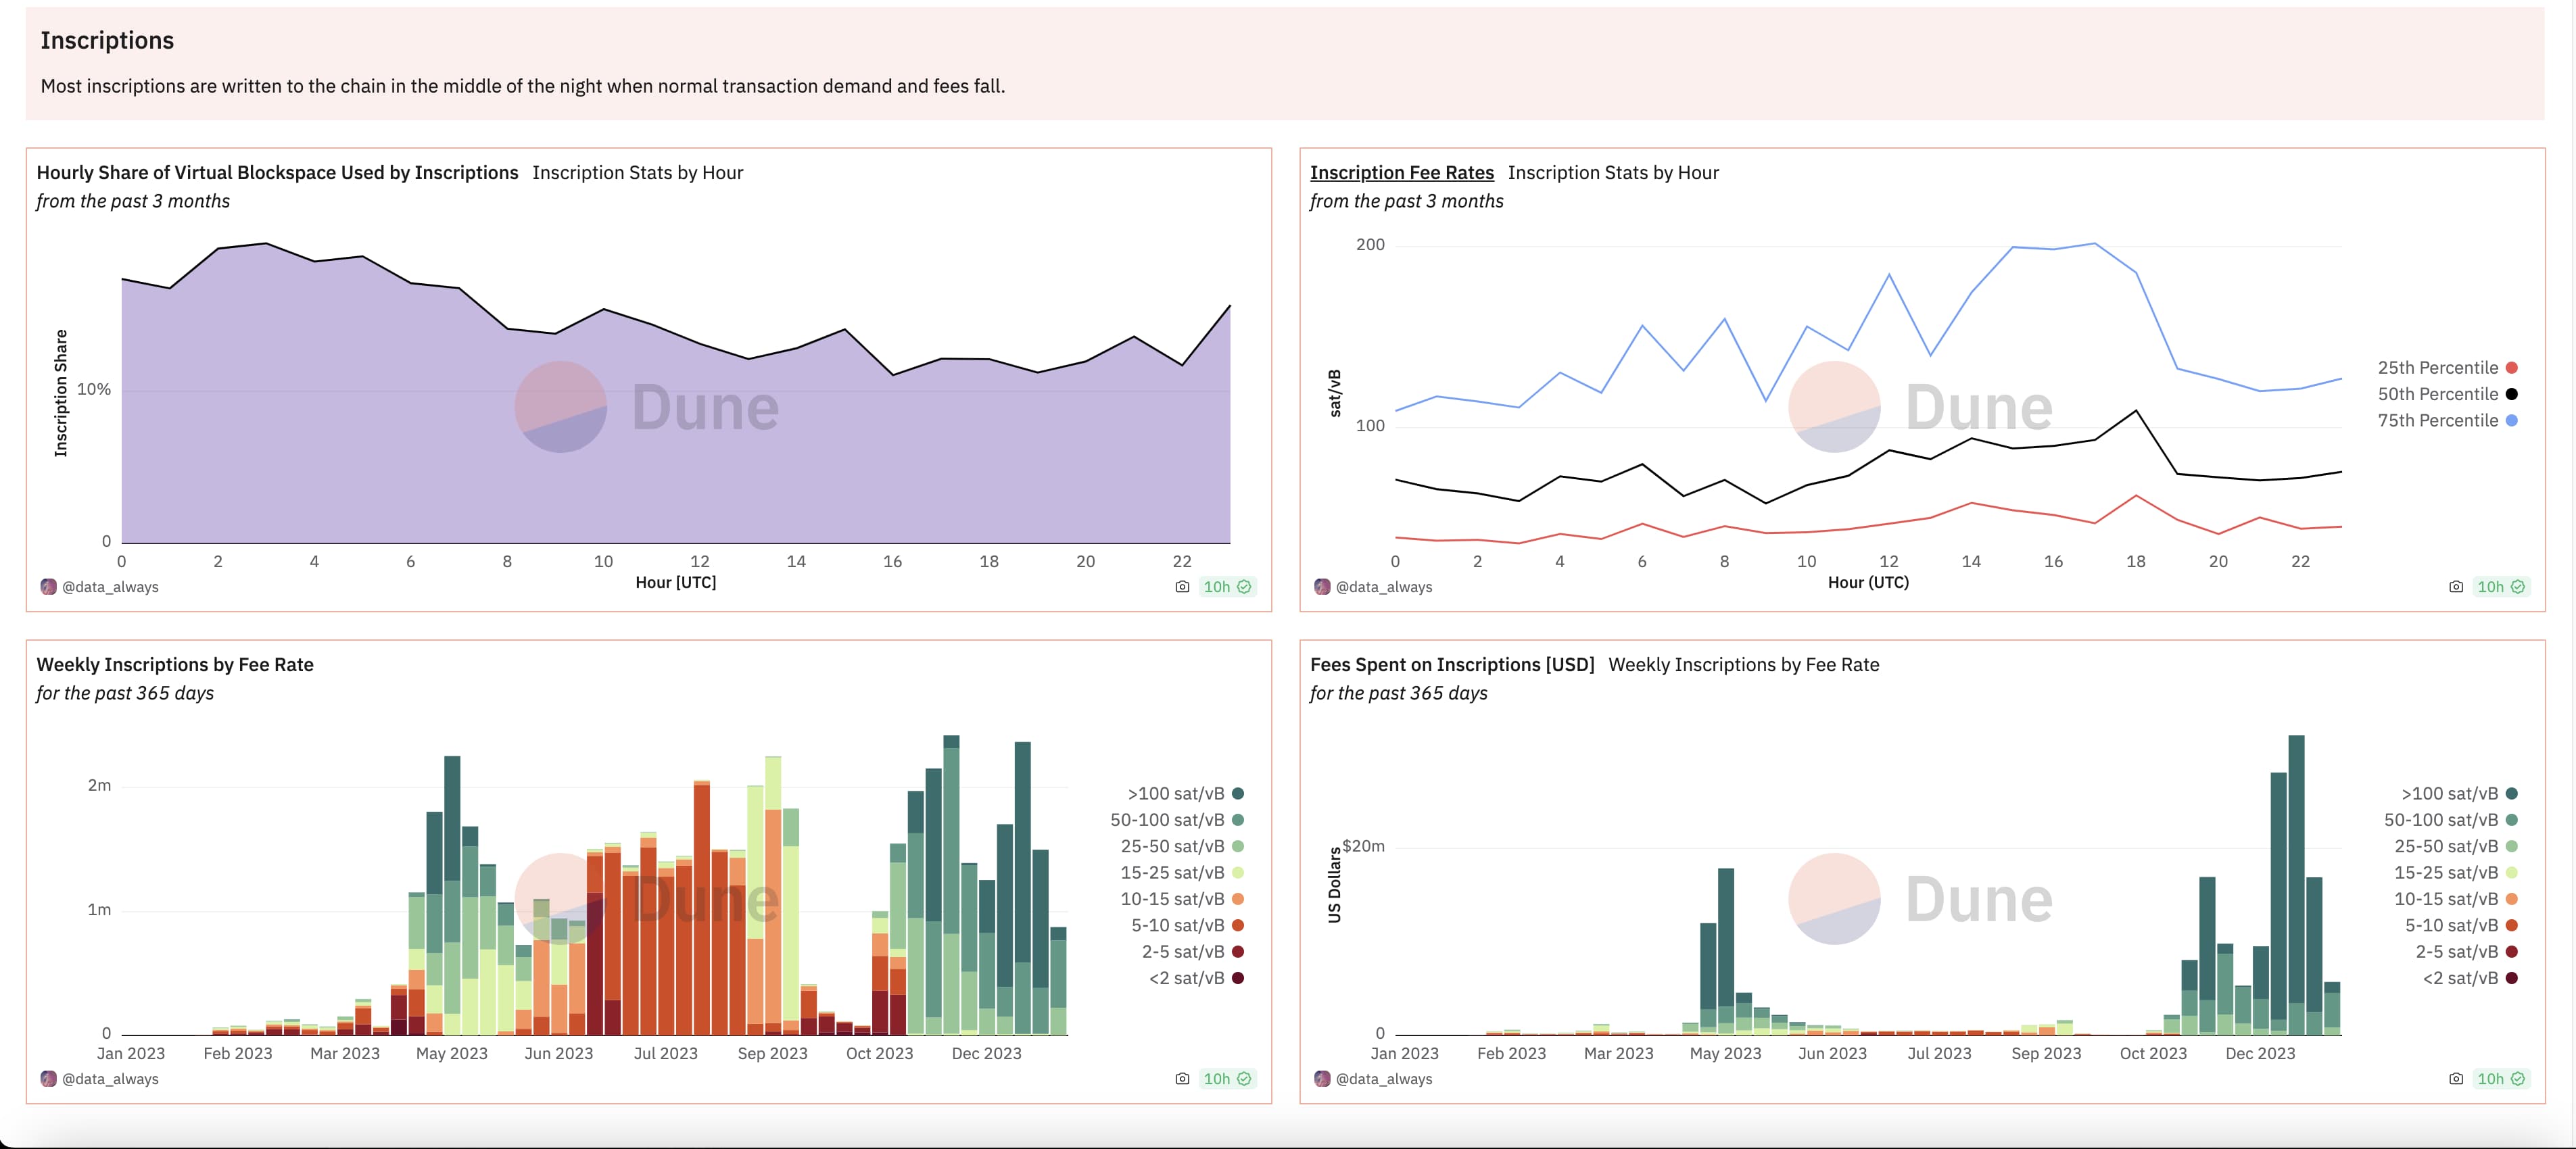 Inscriptions
Most inscriptions are written to the chain in the middle of the night when normal transaction demand and fees fall.
Hourly Share of Virtual Blockspace Used by Inscriptions Inscription Stats by Hour
from the past 3 months
Inscription Share
10%
0
0 2 4 6 8 10 12 14 16 18 20 22
Hour [UTC]
Dune
@data_always
10h
Inscription Fee Rates Inscription Stats by Hour
from the past 3 months
sat/vB
200
100
0 2 4 6 8 10 12 14 16 18 20 22
Hour (UTC)
25th Percentile
50th Percentile
75th Percentile
Dune
@data_always
10h
Weekly Inscriptions by Fee Rate
for the past 365 days
2m
1m
0
Jan 2023 Feb 2023 Mar 2023 May 2023 Jun 2023 Jul 2023 Sep 2023 Oct 2023 Dec 2023
>100 sat/vB
50-100 sat/vB
25-50 sat/vB
15-25 sat/vB
10-15 sat/vB
5-10 sat/vB
2-5 sat/vB
<2 sat/vB
Dune
@data_always
10h
Fees Spent on Inscriptions [USD] Weekly Inscriptions by Fee Rate
for the past 365 days
US Dollars
$20m
0
Jan 2023 Feb 2023 Mar 2023 May 2023 Jun 2023 Jul 2023 Sep 2023 Oct 2023 Dec 2023
>100 sat/vB
50-100 sat/vB
25-50 sat/vB
15-25 sat/vB
10-15 sat/vB
5-10 sat/vB
2-5 sat/vB
<2 sat/vB
Dune
@data_always
10h